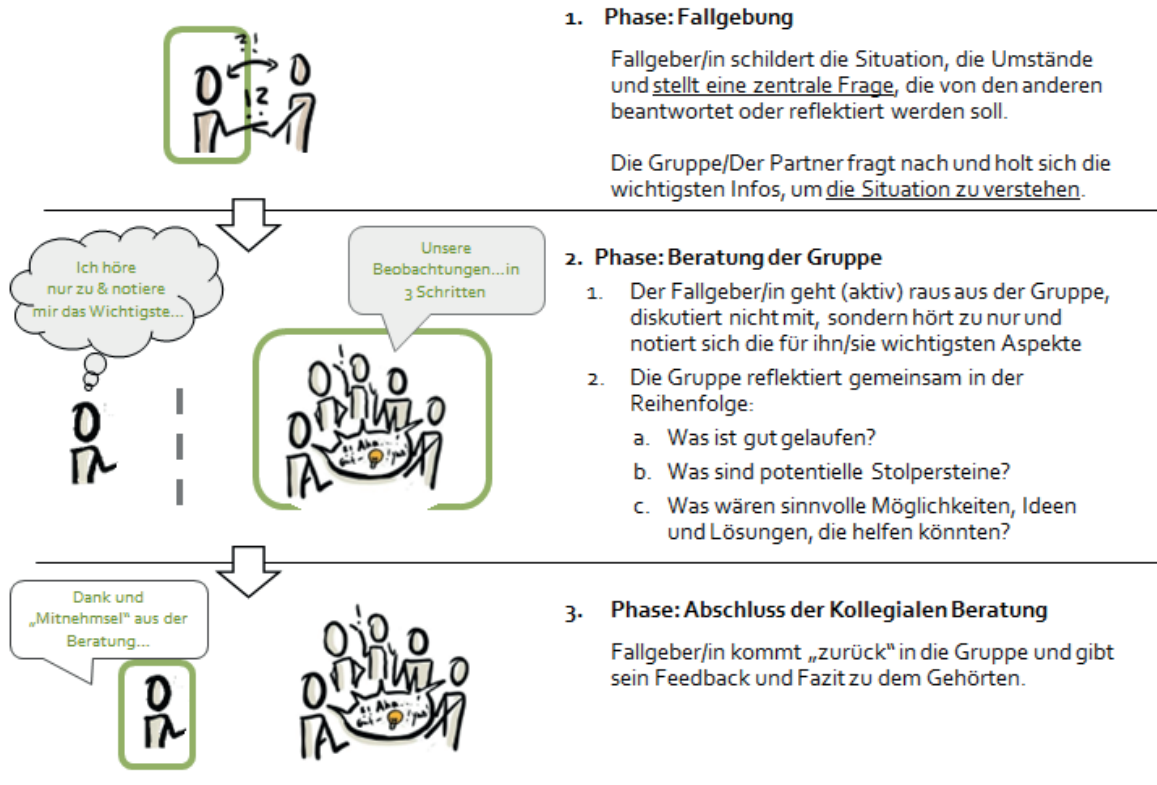 1. Phase: Fallgebung
Fallgeber/in schildert die Situation, die Umstände
und stellt eine zentrale Frage, die von den anderen
beantwortet oder reflektiert werden soll.
Die Gruppe/Der Partner fragt nach und holt sich die
wichtigsten Infos, um die Situation zu verstehen.
?!
!?
Ich höre
nur zu & notiere
mir das Wichtigste...
Unsere
Beobachtungen...in
3 Schritten
2. Phase: Beratung der Gruppe
1. Der Fallgeber/in geht (aktiv) raus aus der Gruppe,
diskutiert nicht mit, sondern hört zu nur und
notiert sich die für ihn/sie wichtigsten Aspekte
2. Die Gruppe reflektiert gemeinsam in der
Reihenfolge:
a. Was ist gut gelaufen?
b. Was sind potentielle Stolpersteine?
c. Was wären sinnvolle Möglichkeiten, Ideen
und Lösungen, die helfen könnten?
Dank und
„Mitnehmsel“ aus der
Beratung...
3. Phase: Abschluss der Kollegialen Beratung
Fallgeber/in kommt „zurück“ in die Gruppe und gibt
sein Feedback und Fazit zu dem Gehörten.